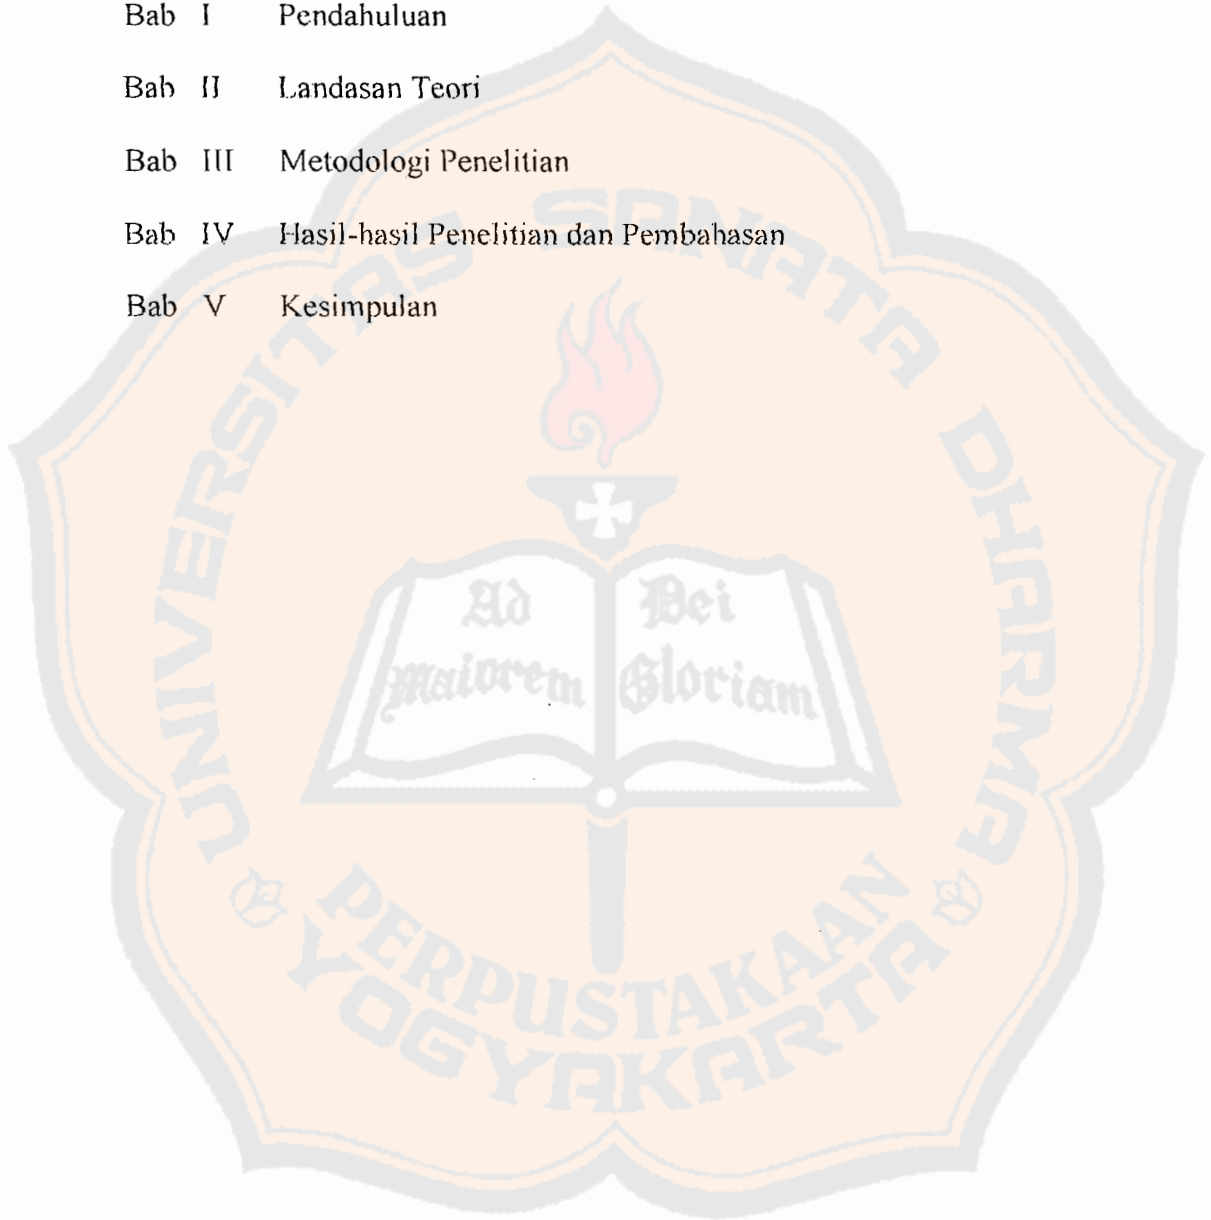 Bab I Pendahuluan
Bab II Landasan Teori
Bab III Metodologi Penelitian
Bab IV Hasil-hasil Penelitian dan Pembahasan
Bab V Kesimpulan
UNIVERSITAS SANATA DHARMA
Ad Dei
Maiorem Gloriam
PERPUSTAKAAN
YOGYAKARTA